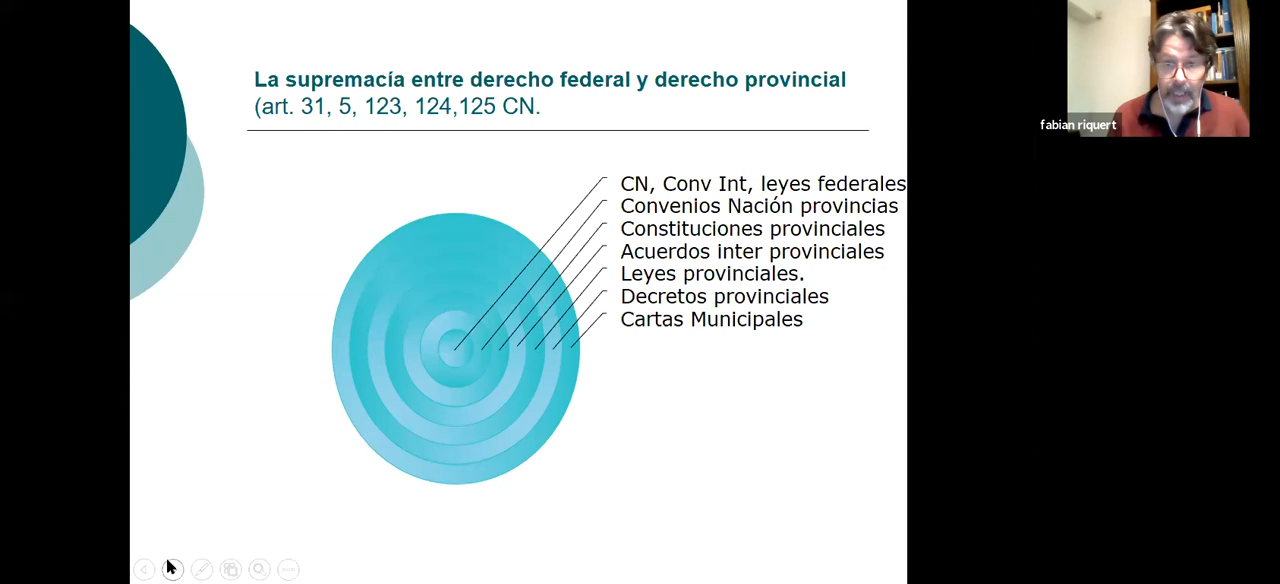 La supremacía entre derecho federal y derecho provincial
(art. 31, 5, 123, 124,125 CN.
CN, Conv Int, leyes federales
Convenios Nación provincias
Constituciones provinciales
Acuerdos inter provinciales
Leyes provinciales.
Decretos provinciales
Cartas Municipales
fabian riquert